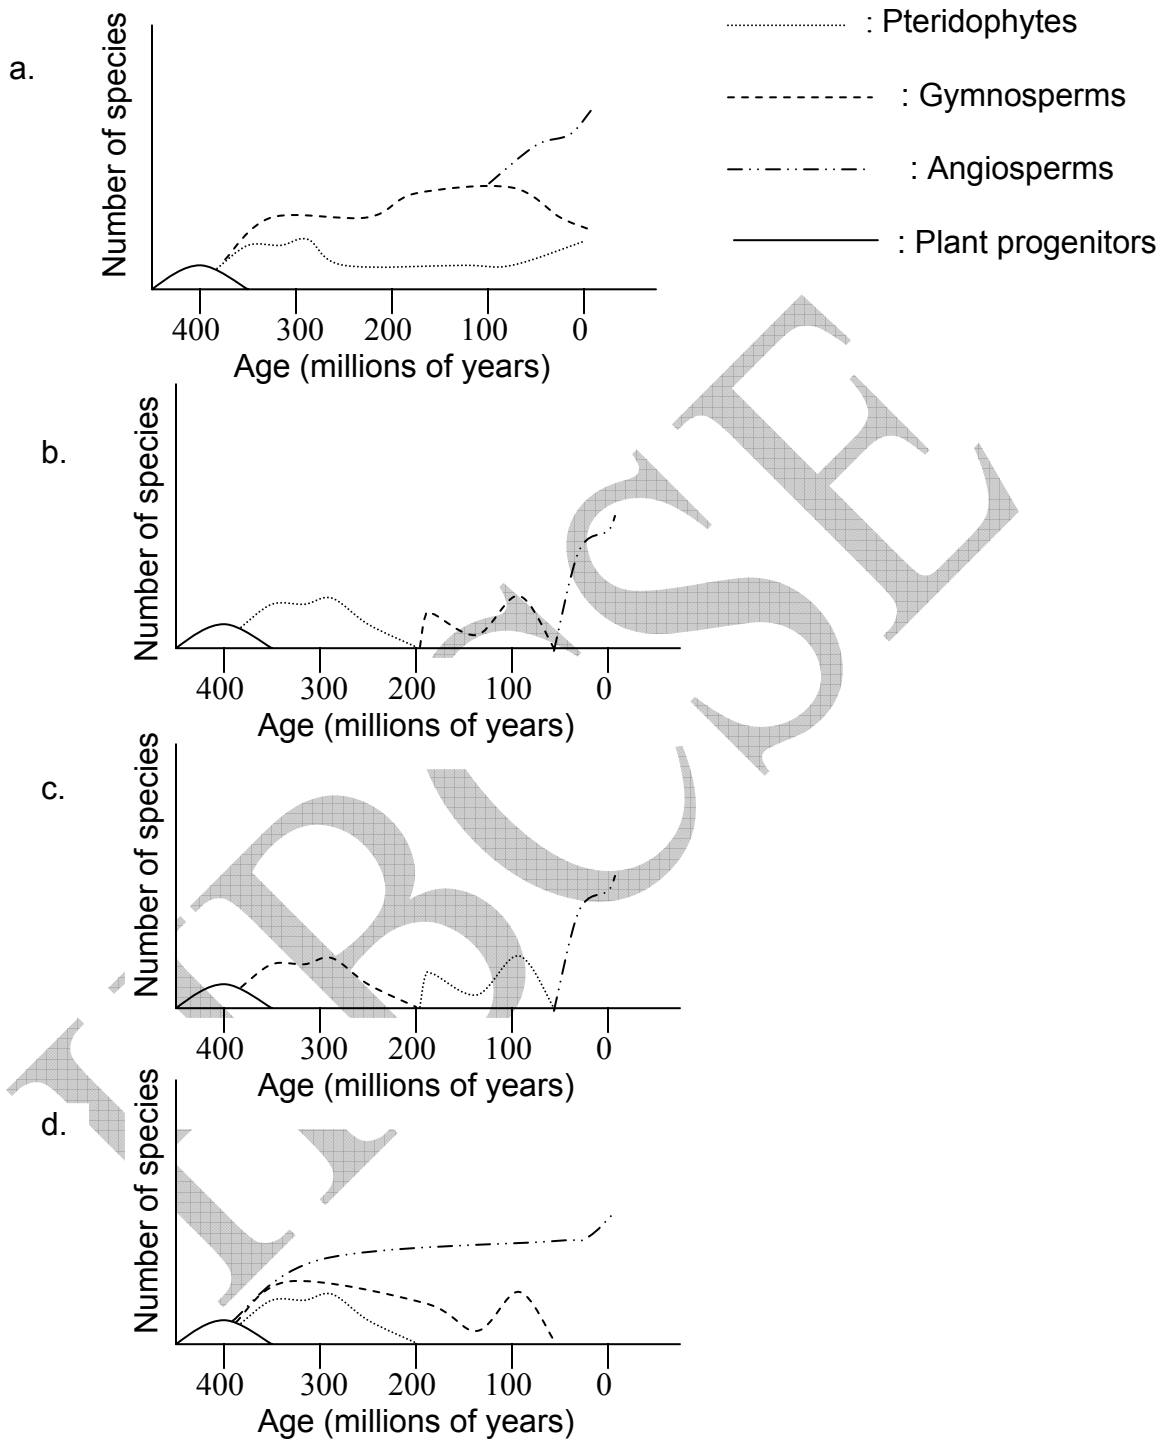 : Pteridophytes
: Gymnosperms
: Angiosperms
: Plant progenitors
a.
Number of species
400 300 200 100 0
Age (millions of years)
b.
Number of species
400 300 200 100 0
Age (millions of years)
c.
Number of species
400 300 200 100 0
Age (millions of years)
d.
Number of species
400 300 200 100 0
Age (millions of years)
HBCSE